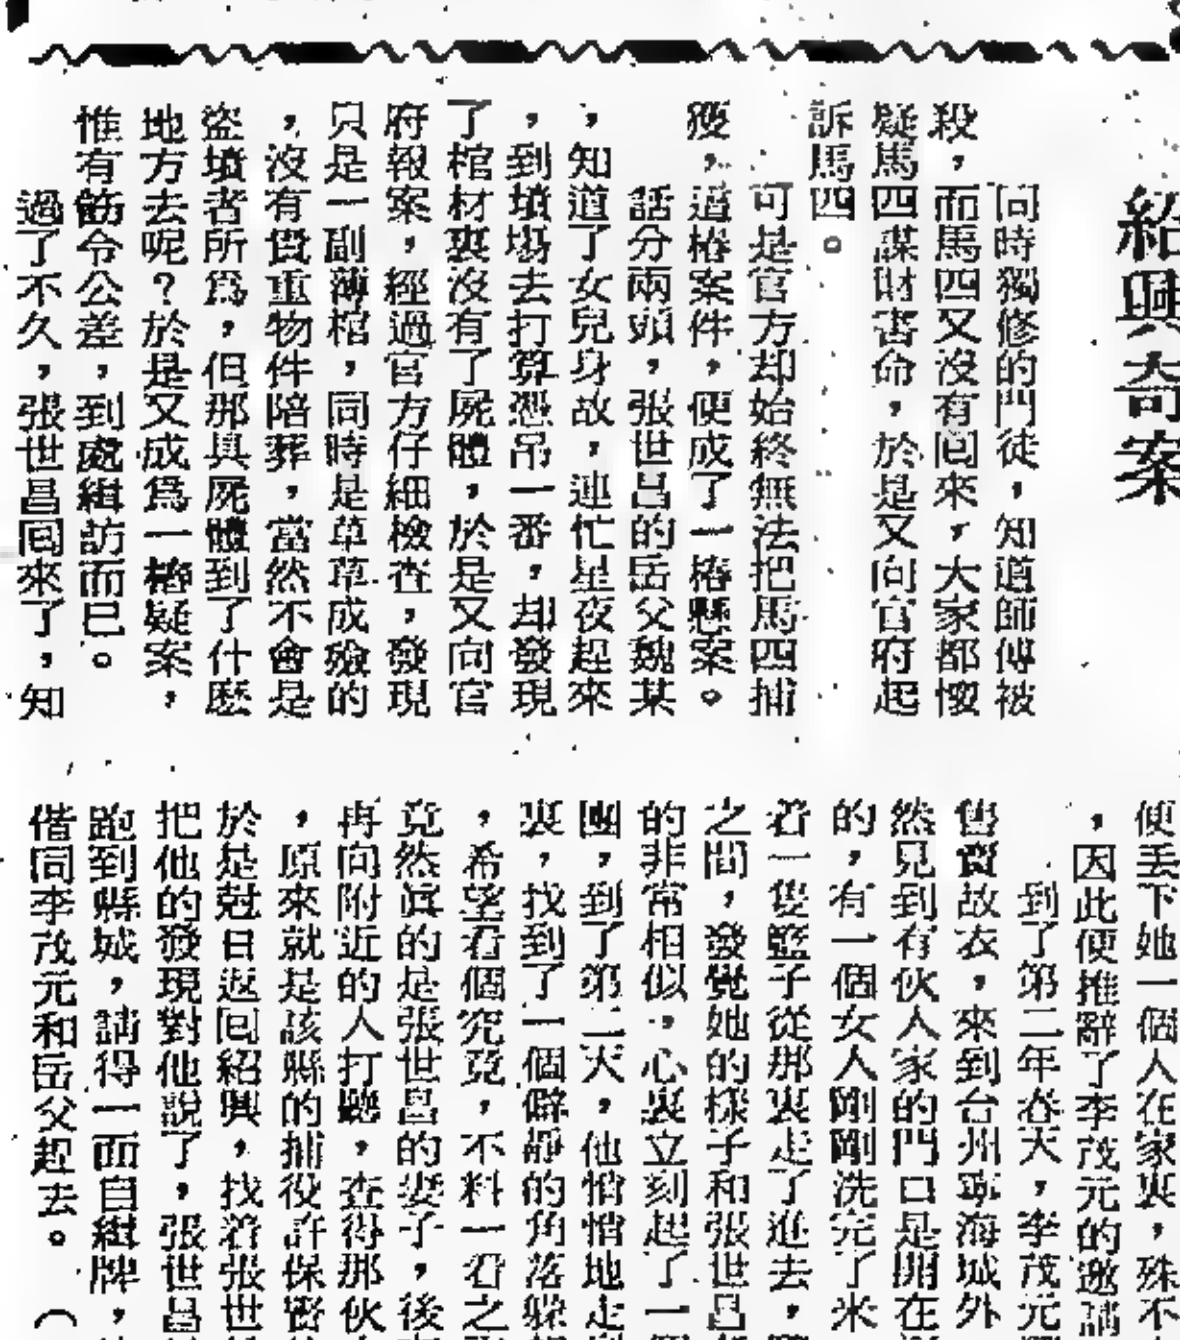 紹興奇案
同時獨修的門徒，知道師傅被
殺，而馬四又沒有囘來，大家都懷
疑馬四謀財害命，於是又向官府起
訴馬四。
可是官方却始終無法把馬四捕
獲，這樁案件，便成了一樁懸案。
話分兩頭，張世昌的岳父魏某
，知道了女兒身故，連忙星夜趕來
，到墳塲去打算憑吊一番，却發現
了棺材裏沒有了屍體，於是又向官
府報案，經過官方仔細檢查，發現
只是一副薄棺，同時是草草成殮的
，沒有貴重物件陪葬，當然不會是
盜墳者所爲，但那具屍體到了什麽
地方去呢？於是又成爲一樁疑案，
惟有飭令公差，到處緝訪而已。
過了不久，張世昌囘來了，知
便丟下她一個人在家裏，殊不
，因此便推辭了李茂元的邀請
到了第二年春天，李茂元
售賣故衣，來到台州寧海城外
然見到有伙人家的門口是開在
的，有一個女人剛剛洗完了米
着一隻籃子從那裏走了進去，
之間，發覺她的樣子和張世昌
的非常相似，心裏立刻起了一
團，到了第二天，他悄悄地走
裏，找到了一個僻靜的角落躱
，希望看個究竟，不料一看之
竟然眞的是張世昌的妻子，後
再向附近的人打聽，查得那伙
，原來就是該縣的捕役許保
於是尅日返囘紹興，找着張世
把他的發現對他說了，張世昌
跑到縣城，請得一面自緝牌，
偕同李茂元和岳父趕去。（